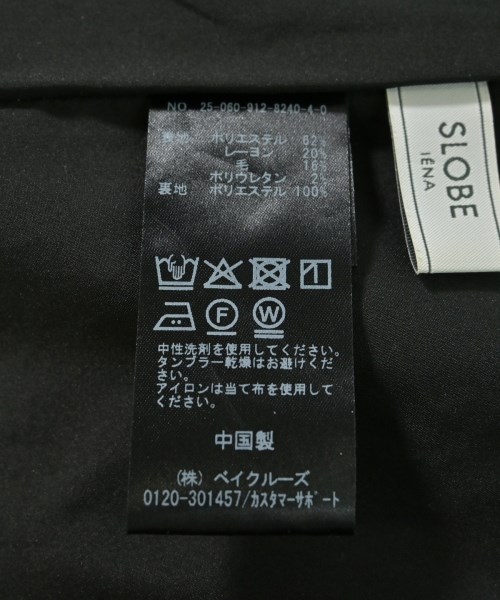 NO. 25-060-912-8240-4-0
表地 ポリエステル 62%
レーヨン 20%
毛 16%
ポリウレタン 2%
裏地 ポリエステル 100%
SLOBE
IÉNA
F
W
中性洗剤を使用してください。
タンブラー乾燥はお避けくだ
さい。
アイロンは当て布を使用して
ください。
中国製
(株) ベイクルーズ
0120-301457/カスタマーサポート